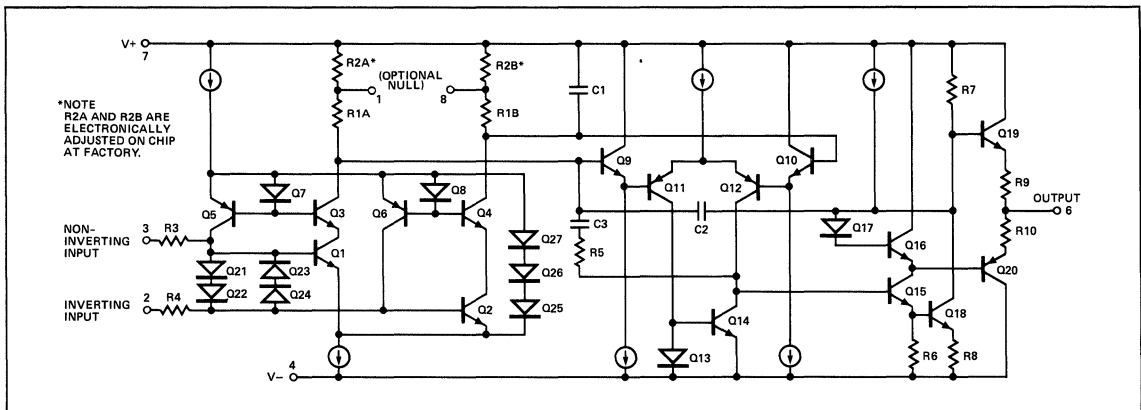 V+
7
R2A*
(OPTIONAL
NULL)
1
8
R2B*
R1A
R1B
C1
R7
*NOTE
R2A AND R2B ARE
ELECTRONICALLY
ADJUSTED ON CHIP
AT FACTORY.
Q9
Q10
Q19
Q7
Q8
Q11
Q12
R9
OUTPUT
6
Q5
Q3
Q6
Q4
C3
C2
Q17
R10
NON-
INVERTING
INPUT
3
R3
Q1
Q27
R5
Q16
Q21
Q23
Q26
Q20
Q22
Q24
Q15
INVERTING
INPUT
2
R4
Q2
Q25
Q14
Q18
Q13
R6
R8
V-
4